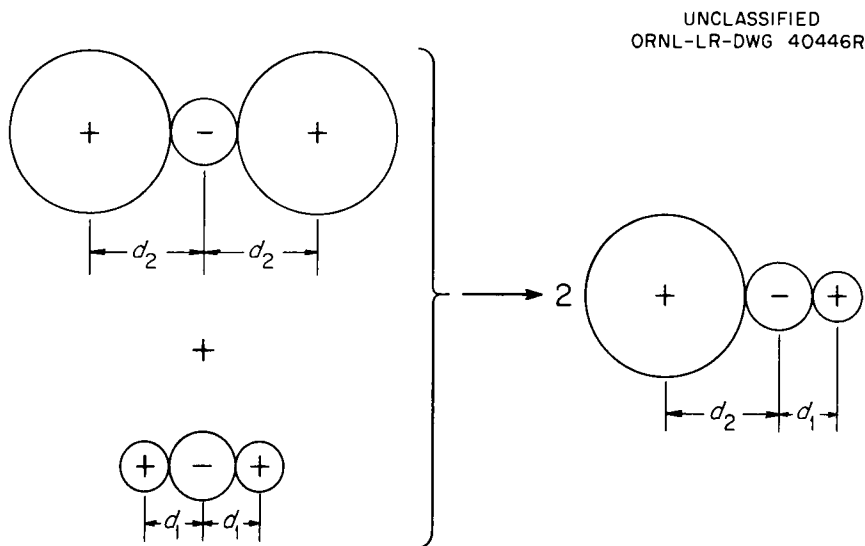 UNCLASSIFIED
ORNL-LR-DWG 40446R
+ - +
d₂ d₂
+
+ - +
d₁ d₁
2 + - +
d₂ d₁